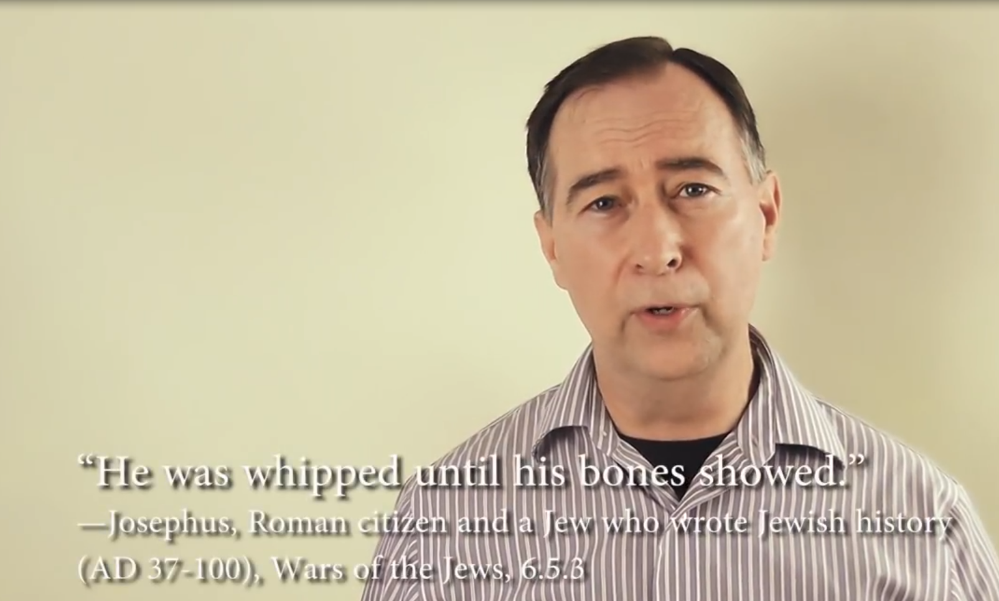 “He was whipped until his bones showed.”
—Josephus, Roman citizen and a Jew who wrote Jewish history
(AD 37-100), Wars of the Jews, 6.5.3